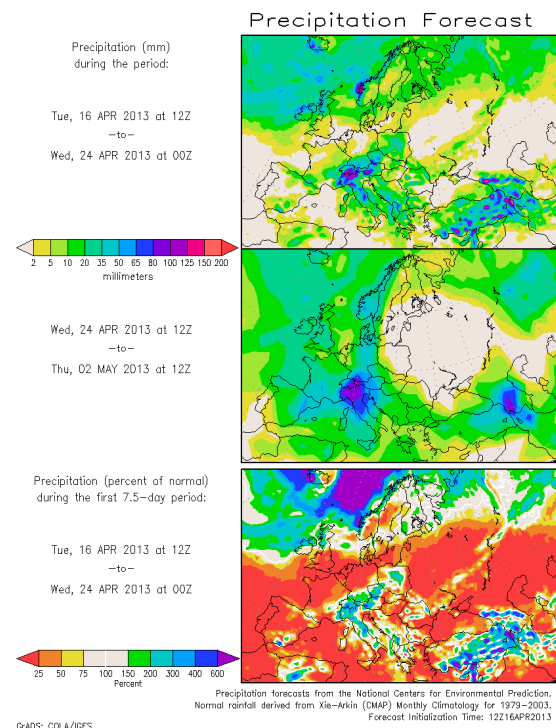 Precipitation Forecast
Precipitation (mm)
during the period:
Tue, 16 APR 2013 at 12Z
—to—
Wed, 24 APR 2013 at 00Z
2 5 10 20 35 50 65 80 100 125 150 200
millimeters
Wed, 24 APR 2013 at 12Z
—to—
Thu, 02 MAY 2013 at 12Z
Precipitation (percent of normal)
during the first 7.5-day period:
Tue, 16 APR 2013 at 12Z
—to—
Wed, 24 APR 2013 at 00Z
25 50 75 100 100 150 200 300 400 600
Percent
Precipitation forecasts from the National Centers for Environmental Prediction.
Normal rainfall derived from Xie-Arkin (CMAP) Monthly Climatology for 1979-2003.
Forecast Initialization Time: 12Z16APR2013
GrADS: COLA/IGES